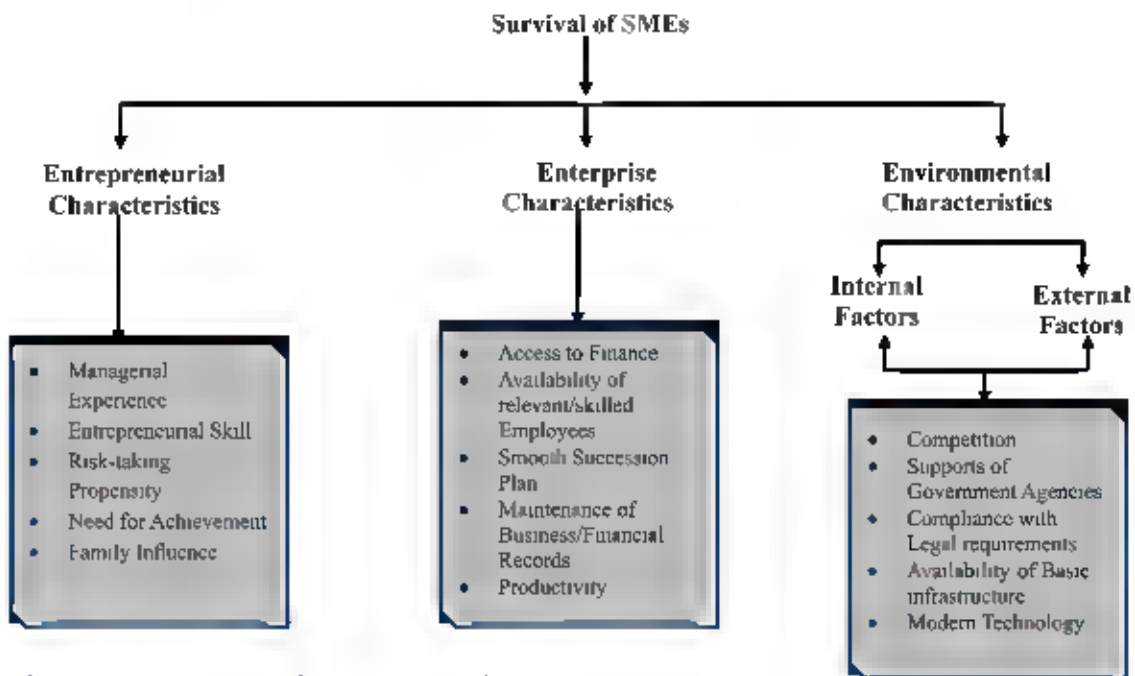 Survival of SMEs
Entrepreneurial
Characteristics
Enterprise
Characteristics
Environmental
Characteristics
Internal
Factors
External
Factors
• Managerial
Experience
• Entrepreneurial Skill
• Risk-taking
Propensity
• Need for Achievement
• Family Influence
• Access to Finance
• Availability of
relevant/skilled
Employees
• Smooth Succession
Plan
• Maintenance of
Business/Financial
Records
• Productivity
• Competition
• Supports of
Government Agencies
• Compliance with
Legal requirements
• Availability of Basic
infrastructure
• Modern Technology